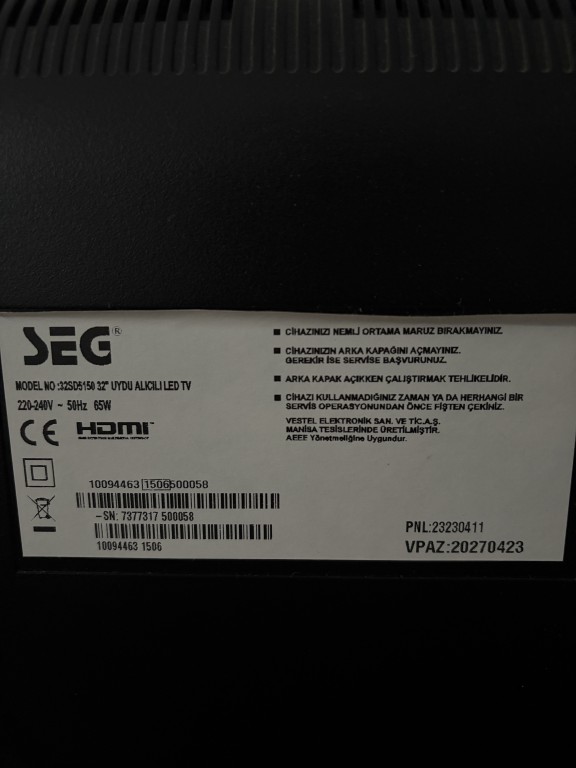 SEG®
MODEL NO :32SD5150 32" UYDU ALICILI LED TV
220-240V ~ 50Hz 65W
CE HDMI
10094463 1506500058
-SN: 7377317 500058
10094463 1506
■ CİHAZINIZI NEMLİ ORTAMA MARUZ BIRAKMAYINIZ.
■ CİHAZINIZIN ARKA KAPAĞINI AÇMAYINIZ.
GEREKİR İSE SERVİSE BAŞVURUNUZ.
■ ARKA KAPAK AÇIKKEN ÇALIŞTIRMAK TEHLİKELİDİR.
■ CİHAZI KULLANMADIĞINIZ ZAMAN YA DA HERHANGİ BİR
SERVİS OPERASYONUNDAN ÖNCE FİŞTEN ÇEKİNİZ.
VESTEL ELEKTRONİK SAN. VE TİC.A.Ş.
MANİSA TESİSLERİNDE ÜRETİLMİŞTİR.
AEEE Yönetmeliğine Uygundur.
PNL:23230411
VPAZ:20270423